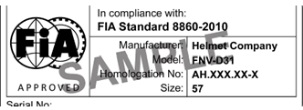 In compliance with:
FIA Standard 8860-2010
FiA
APPROVED
Manufacturer: Helmet Company
Model: FNV-D31
Homologation No: AH.XXX.XX-X
Size: 57
SAMPLE
Serial No: